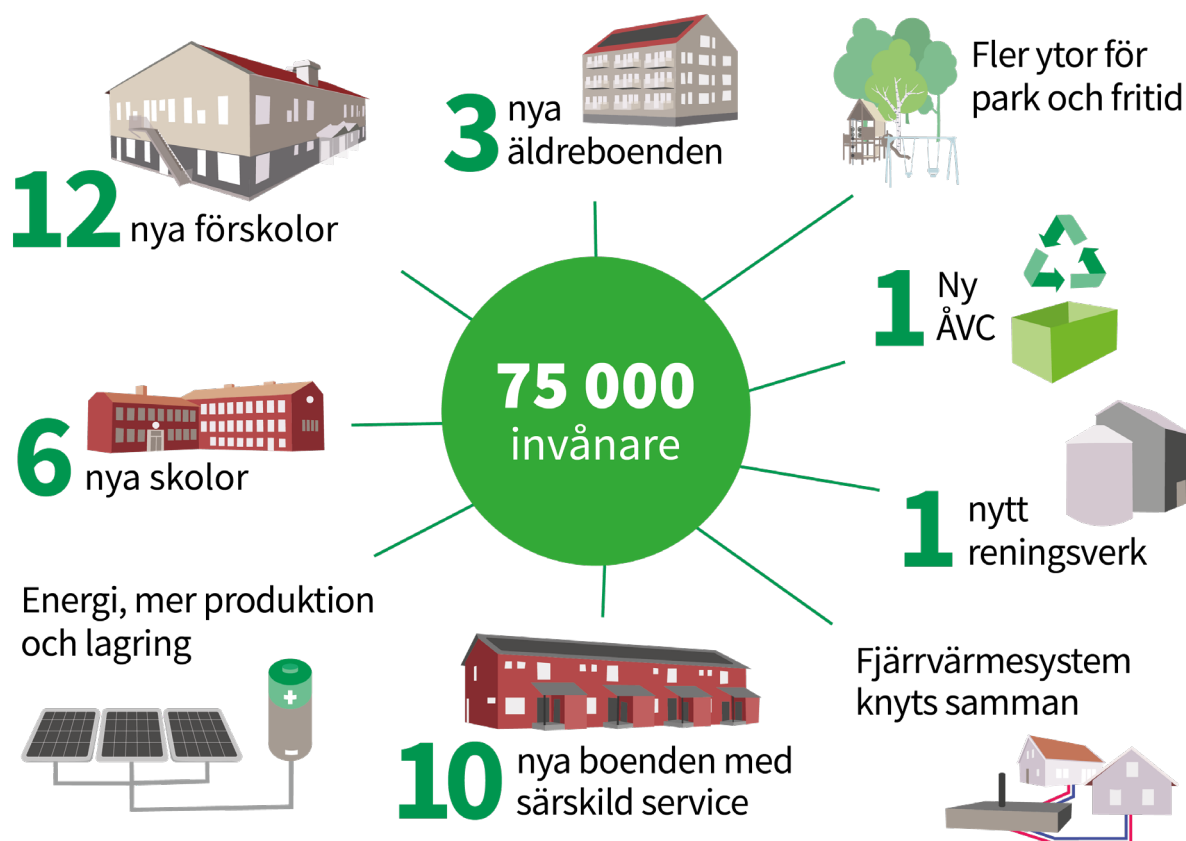 12 nya förskolor
3 nya
äldreboenden
Fler ytor för
park och fritid
1 Ny
ÅVC
75 000
invånare
6 nya skolor
1 nytt
reningsverk
Energi, mer produktion
och lagring
10 nya boenden med
särskild service
Fjärrvärmesystem
knyts samman